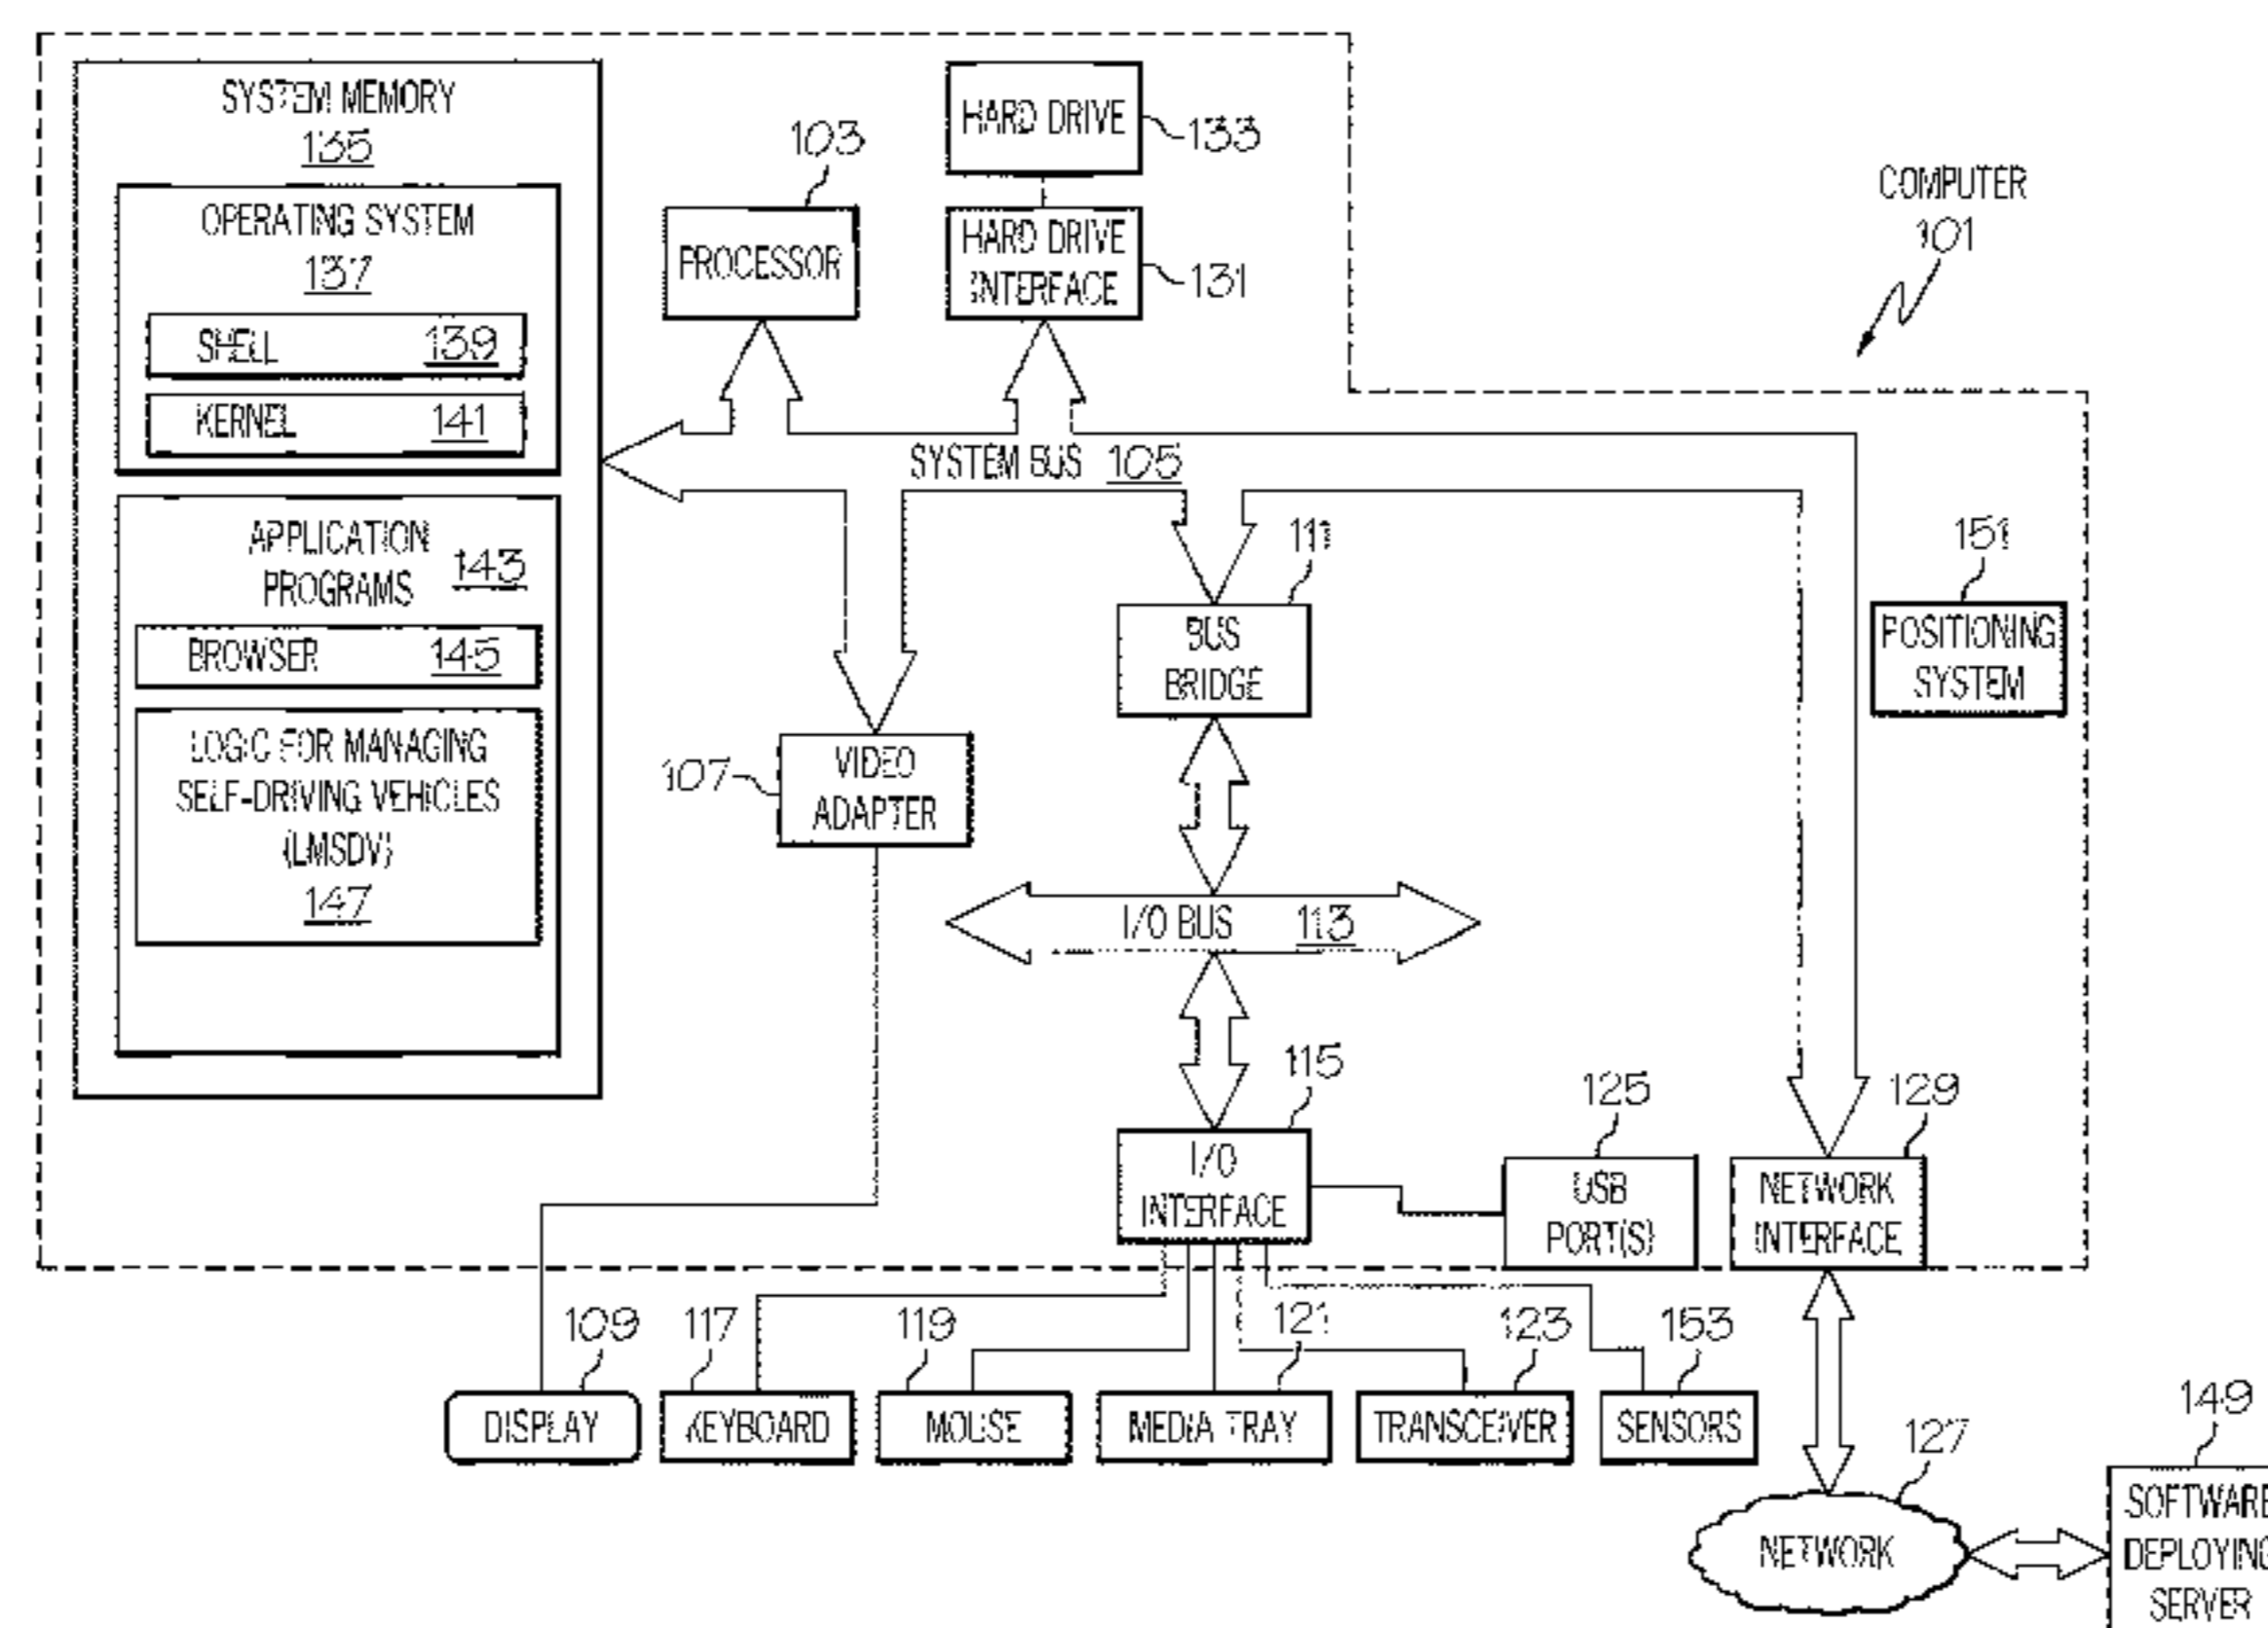 SYSTEM MEMORY
135
OPERATING SYSTEM
137
SHELL 139
KERNEL 141
APPLICATION
PROGRAMS 143
BROWSER 145
LOGIC FOR MANAGING
SELF-DRIVING VEHICLES
(LMSDV)
147
103
PROCESSOR
HARD DRIVE
133
HARD DRIVE
INTERFACE
131
COMPUTER
101
SYSTEM BUS 105
111
BUS
BRIDGE
151
POSITIONING
SYSTEM
107
VIDEO
ADAPTER
I/O BUS 113
115
I/O
INTERFACE
125
USB
PORT(S)
129
NETWORK
INTERFACE
109
DISPLAY
117
KEYBOARD
119
MOUSE
121
MEDIA TRAY
123
TRANSCEIVER
153
SENSORS
127
NETWORK
149
SOFTWARE
DEPLOYING
SERVER